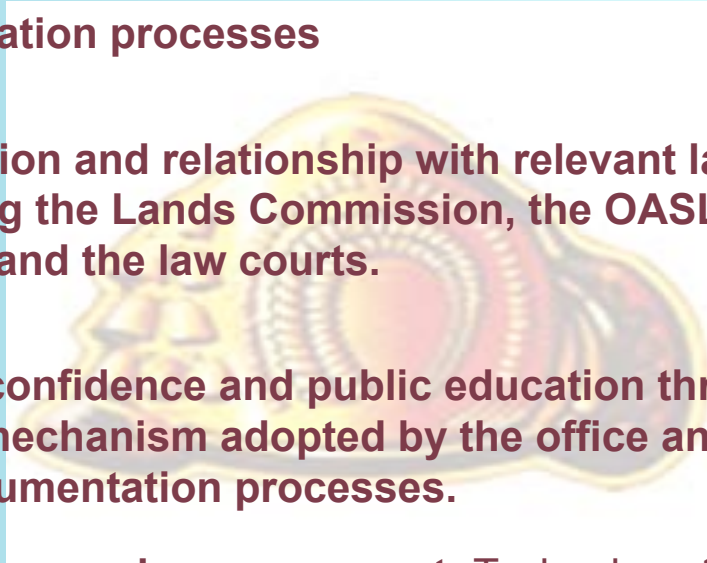 ation processes
ion and relationship with relevant la
g the Lands Commission, the OASL
and the law courts.
confidence and public education thr
mechanism adopted by the office an
umentation processes.